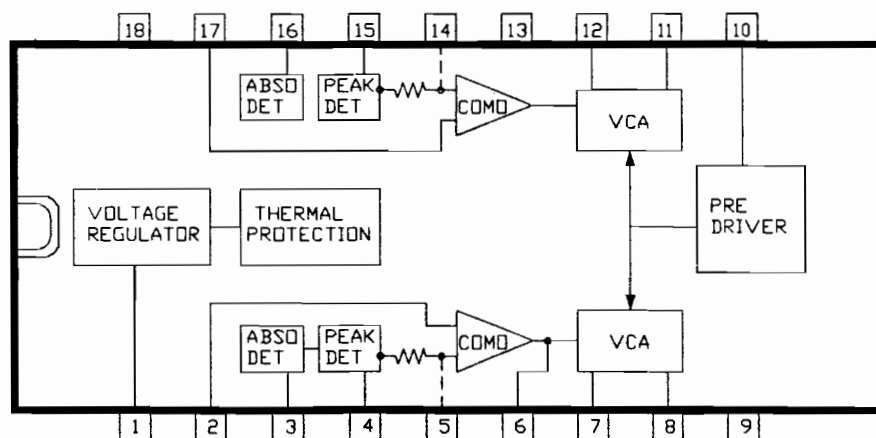 18 17 16 15 14 13 12 11 10
ABSO
DET
PEAK
DET
COMO
VCA
VOLTAGE
REGULATOR
THERMAL
PROTECTION
PRE
DRIVER
ABSO
DET
PEAK
DET
COMO
VCA
1 2 3 4 5 6 7 8 9